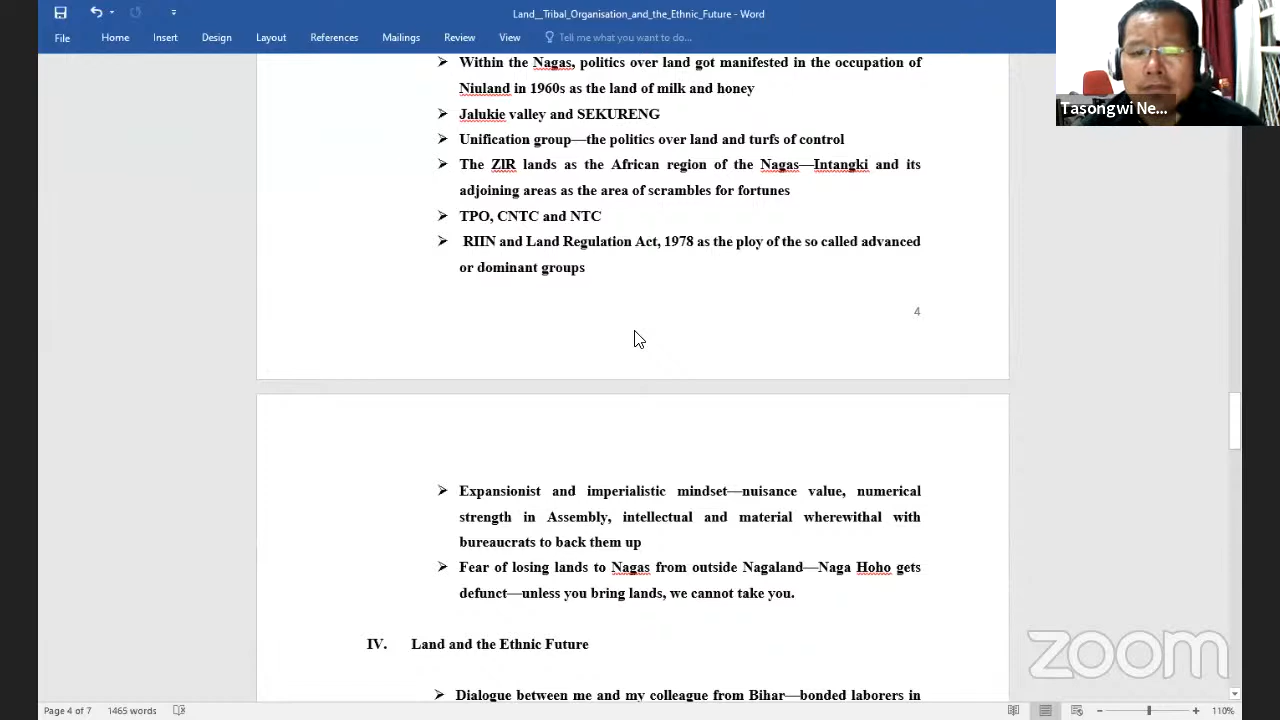 Land__Tribal_Organisation_and_the_Ethnic_Future - Word
File Home Insert Design Layout References Mailings Review View Tell me what you want to do...
Tasongwi Ne...
➢ Within the Nagas, politics over land got manifested in the occupation of
Niuland in 1960s as the land of milk and honey
➢ Jalukie valley and SEKURENG
➢ Unification group—the politics over land and turfs of control
➢ The ZlR lands as the African region of the Nagas—Intangki and its
adjoining areas as the area of scrambles for fortunes
➢ TPO, CNTC and NTC
➢ RIIN and Land Regulation Act, 1978 as the ploy of the so called advanced
or dominant groups
4
➢ Expansionist and imperialistic mindset—nuisance value, numerical
strength in Assembly, intellectual and material wherewithal with
bureaucrats to back them up
➢ Fear of losing lands to Nagas from outside Nagaland—Naga Hoho gets
defunct—unless you bring lands, we cannot take you.
IV. Land and the Ethnic Future
➢ Dialogue between me and my colleague from Bihar—bonded laborers in
zoom
Page 4 of 7 1465 words 110%